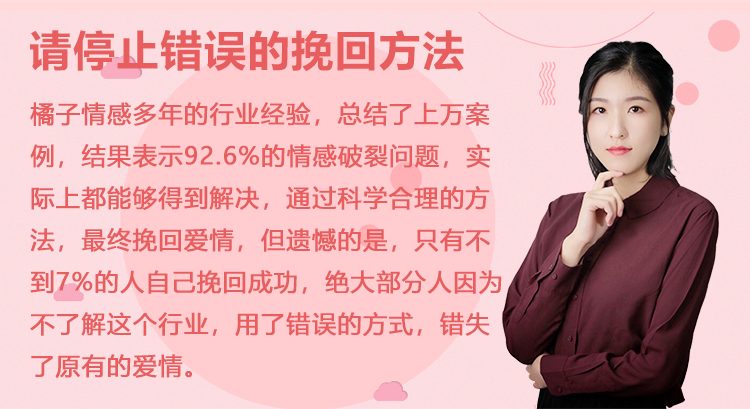 请停止错误的挽回方法
橘子情感多年的行业经验，总结了上万案
例，结果表示92.6%的情感破裂问题，实
际上都能够得到解决，通过科学合理的方
法，最终挽回爱情，但遗憾的是，只有不
到7%的人自己挽回成功，绝大部分人因为
不了解这个行业，用了错误的方式，错失
了原有的爱情。